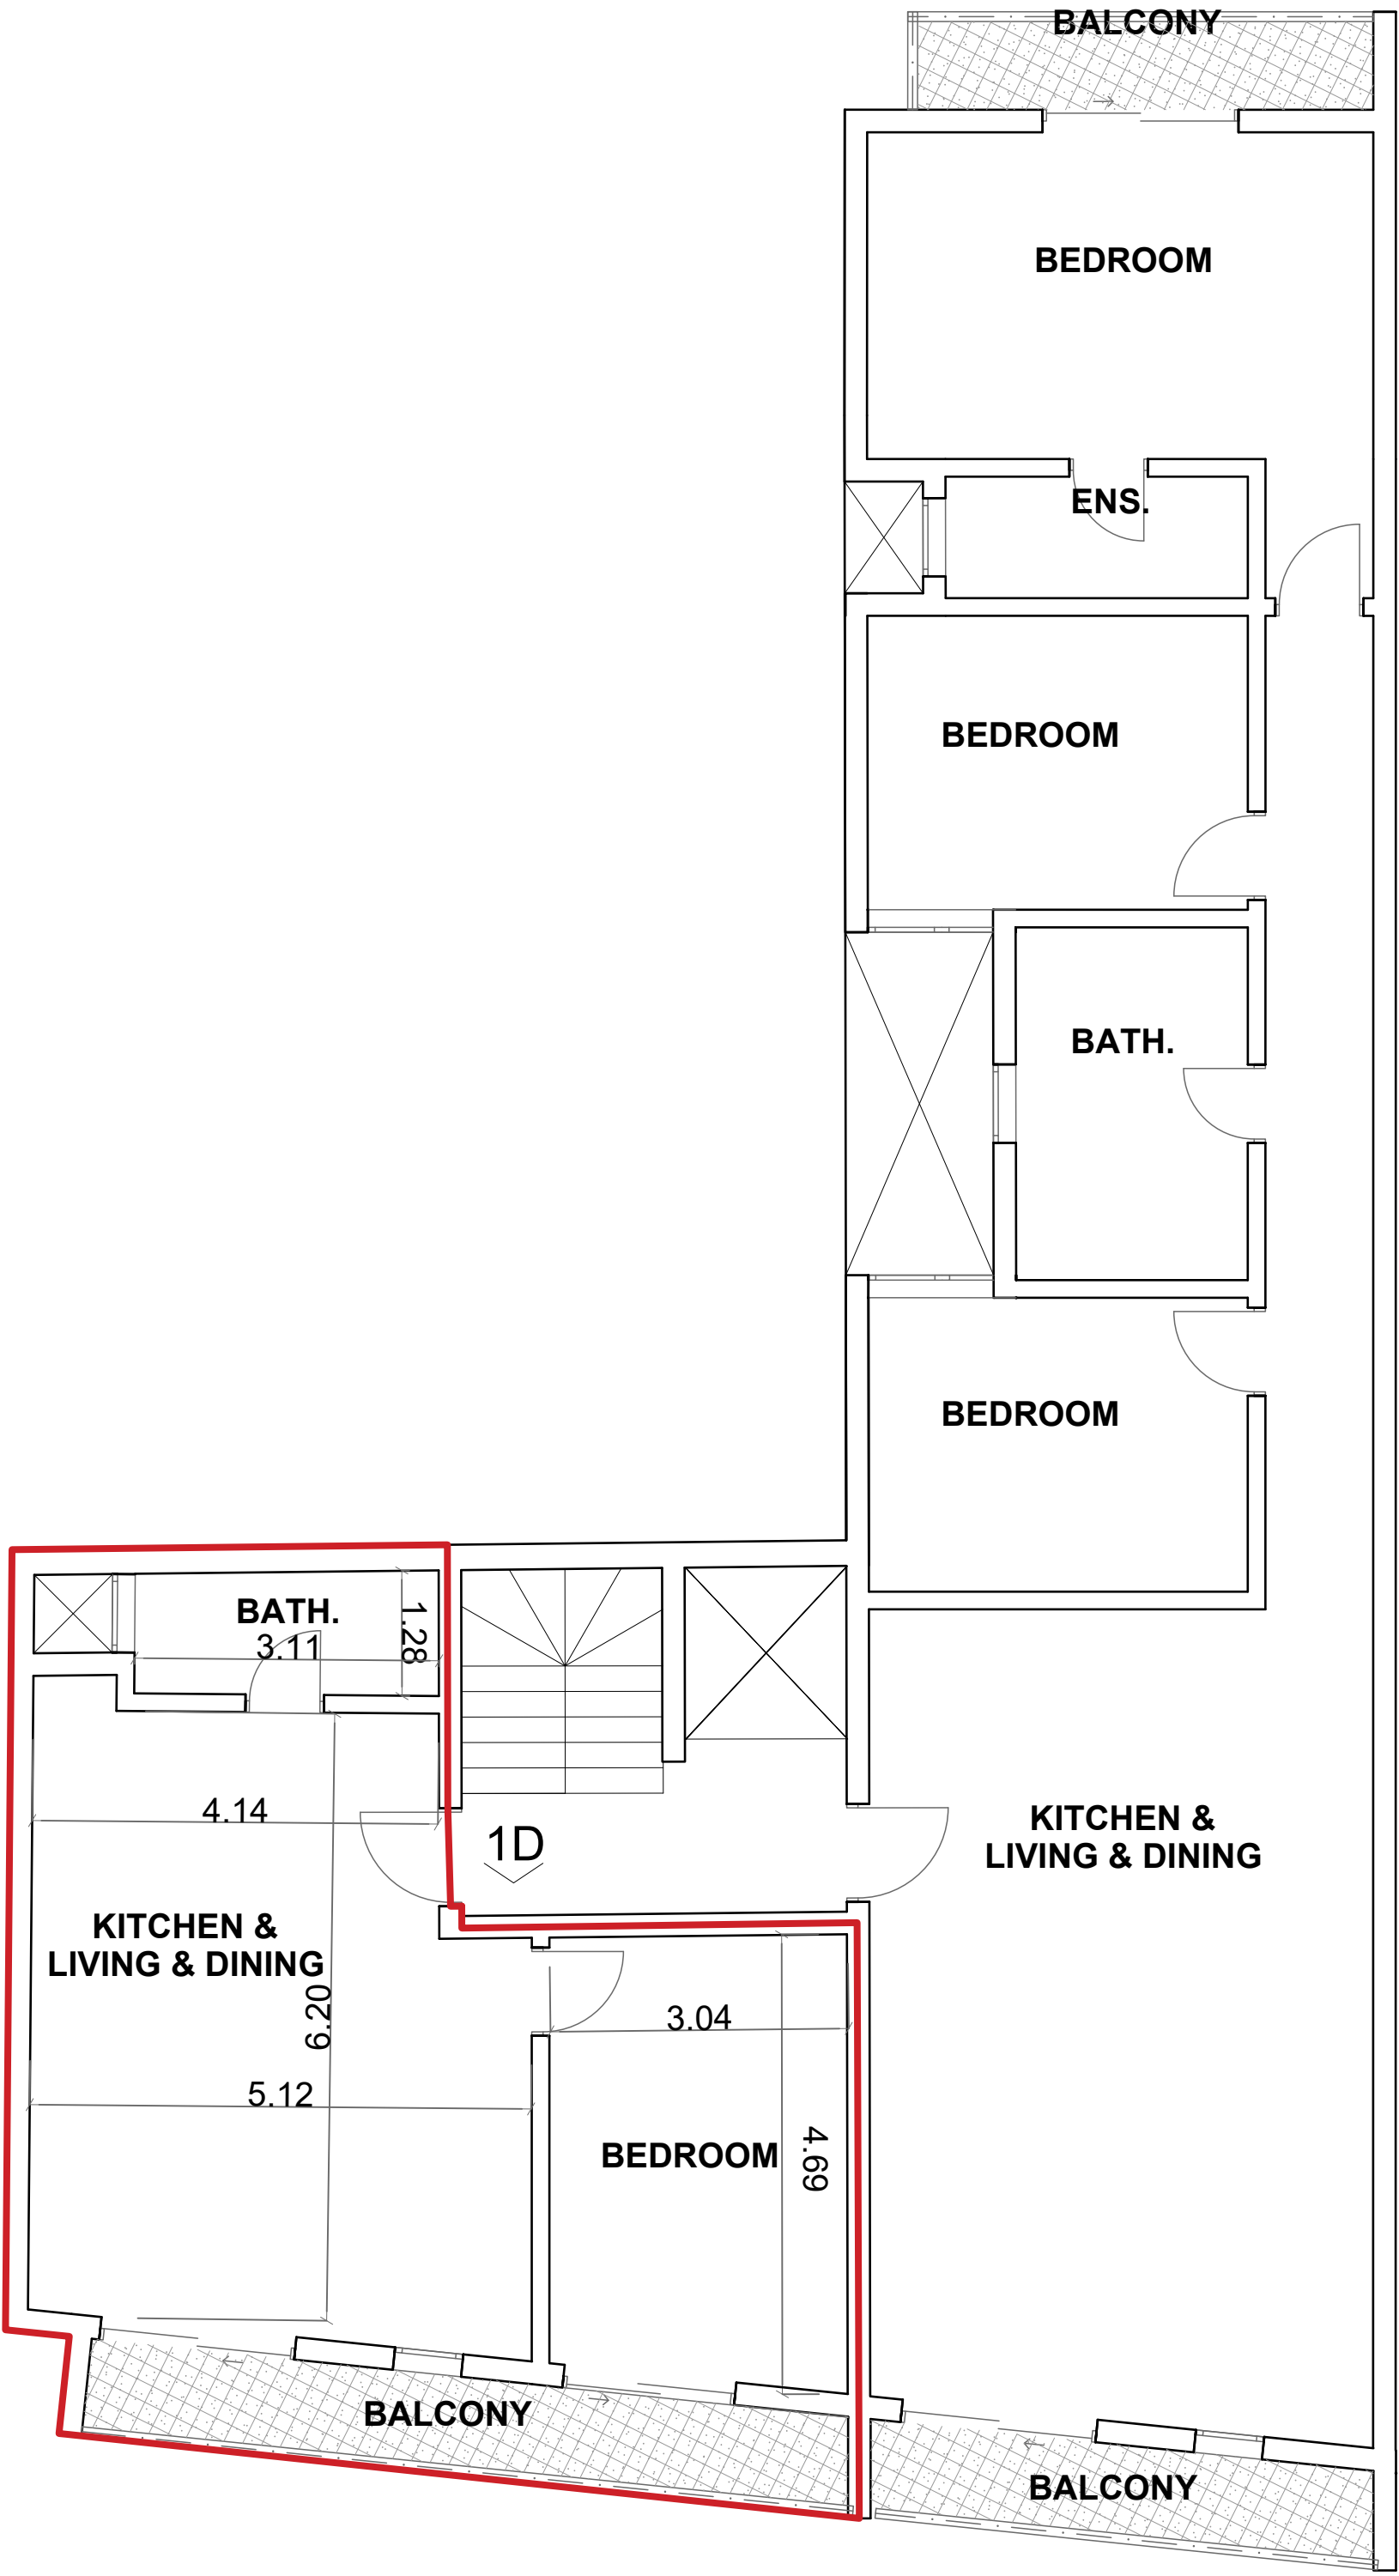 BALCONY
BEDROOM
ENS.
BEDROOM
BATH.
BEDROOM
BATH.
3.11
1.28
4.14
1D
KITCHEN &
LIVING & DINING
KITCHEN &
LIVING & DINING
6.20
3.04
5.12
BEDROOM
4.69
BALCONY
BALCONY